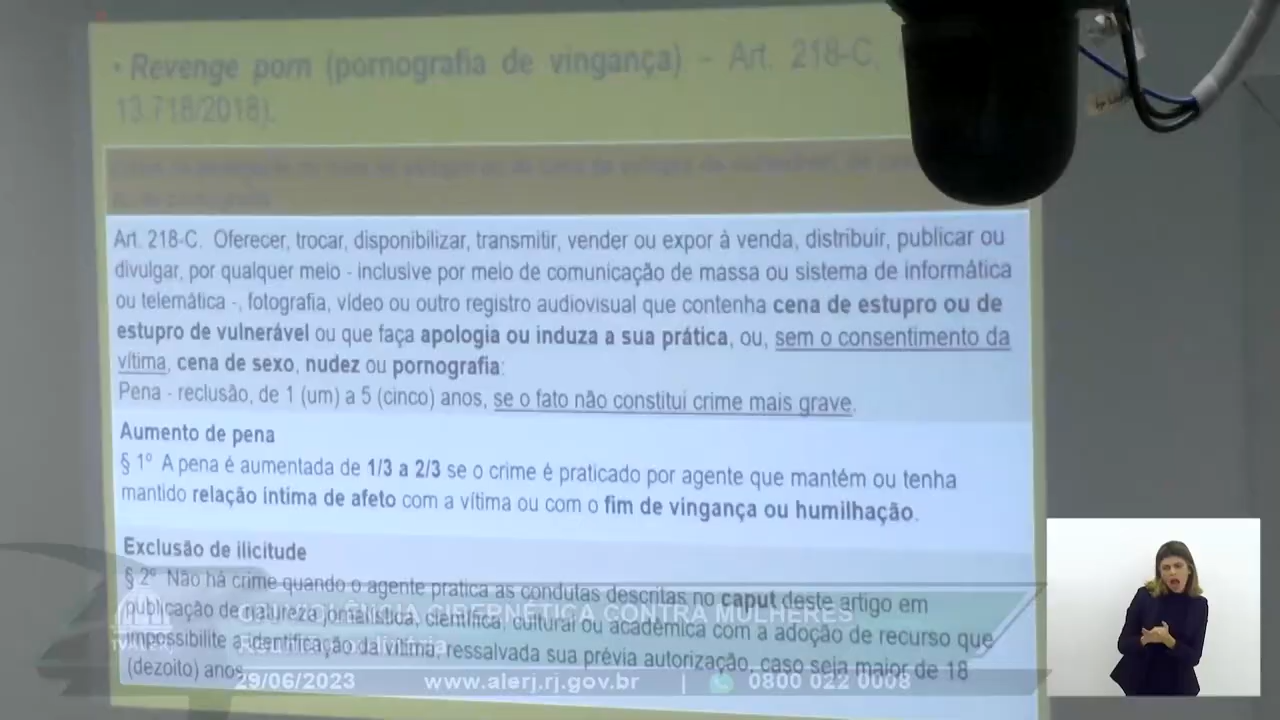 • Revenge porn (pornografia de vingança) - Art. 218-C,
13.718/2018).
Art. 218-C. Oferecer, trocar, disponibilizar, transmitir, vender ou expor à venda, distribuir, publicar ou
divulgar, por qualquer meio - inclusive por meio de comunicação de massa ou sistema de informática
ou telemática -, fotografia, vídeo ou outro registro audiovisual que contenha cena de estupro ou de
estupro de vulnerável ou que faça apologia ou induza a sua prática, ou, sem o consentimento da
vítima, cena de sexo, nudez ou pornografia:
Pena - reclusão, de 1 (um) a 5 (cinco) anos, se o fato não constitui crime mais grave.
Aumento de pena
§ 1º A pena é aumentada de 1/3 a 2/3 se o crime é praticado por agente que mantém ou tenha
mantido relação íntima de afeto com a vítima ou com o fim de vingança ou humilhação.
Exclusão de ilicitude
§ 2º Não há crime quando o agente pratica as condutas descritas no caput deste artigo em
publicação de natureza jornalística, científica, cultural ou acadêmica com a adoção de recurso que
impossibilite a identificação da vítima, ressalvada sua prévia autorização, caso seja maior de 18
(dezoito) anos
CIBERNÉTICA CONTRA MULHERES
29/06/2023 www.alerj.rj.gov.br | 0800 022 0008